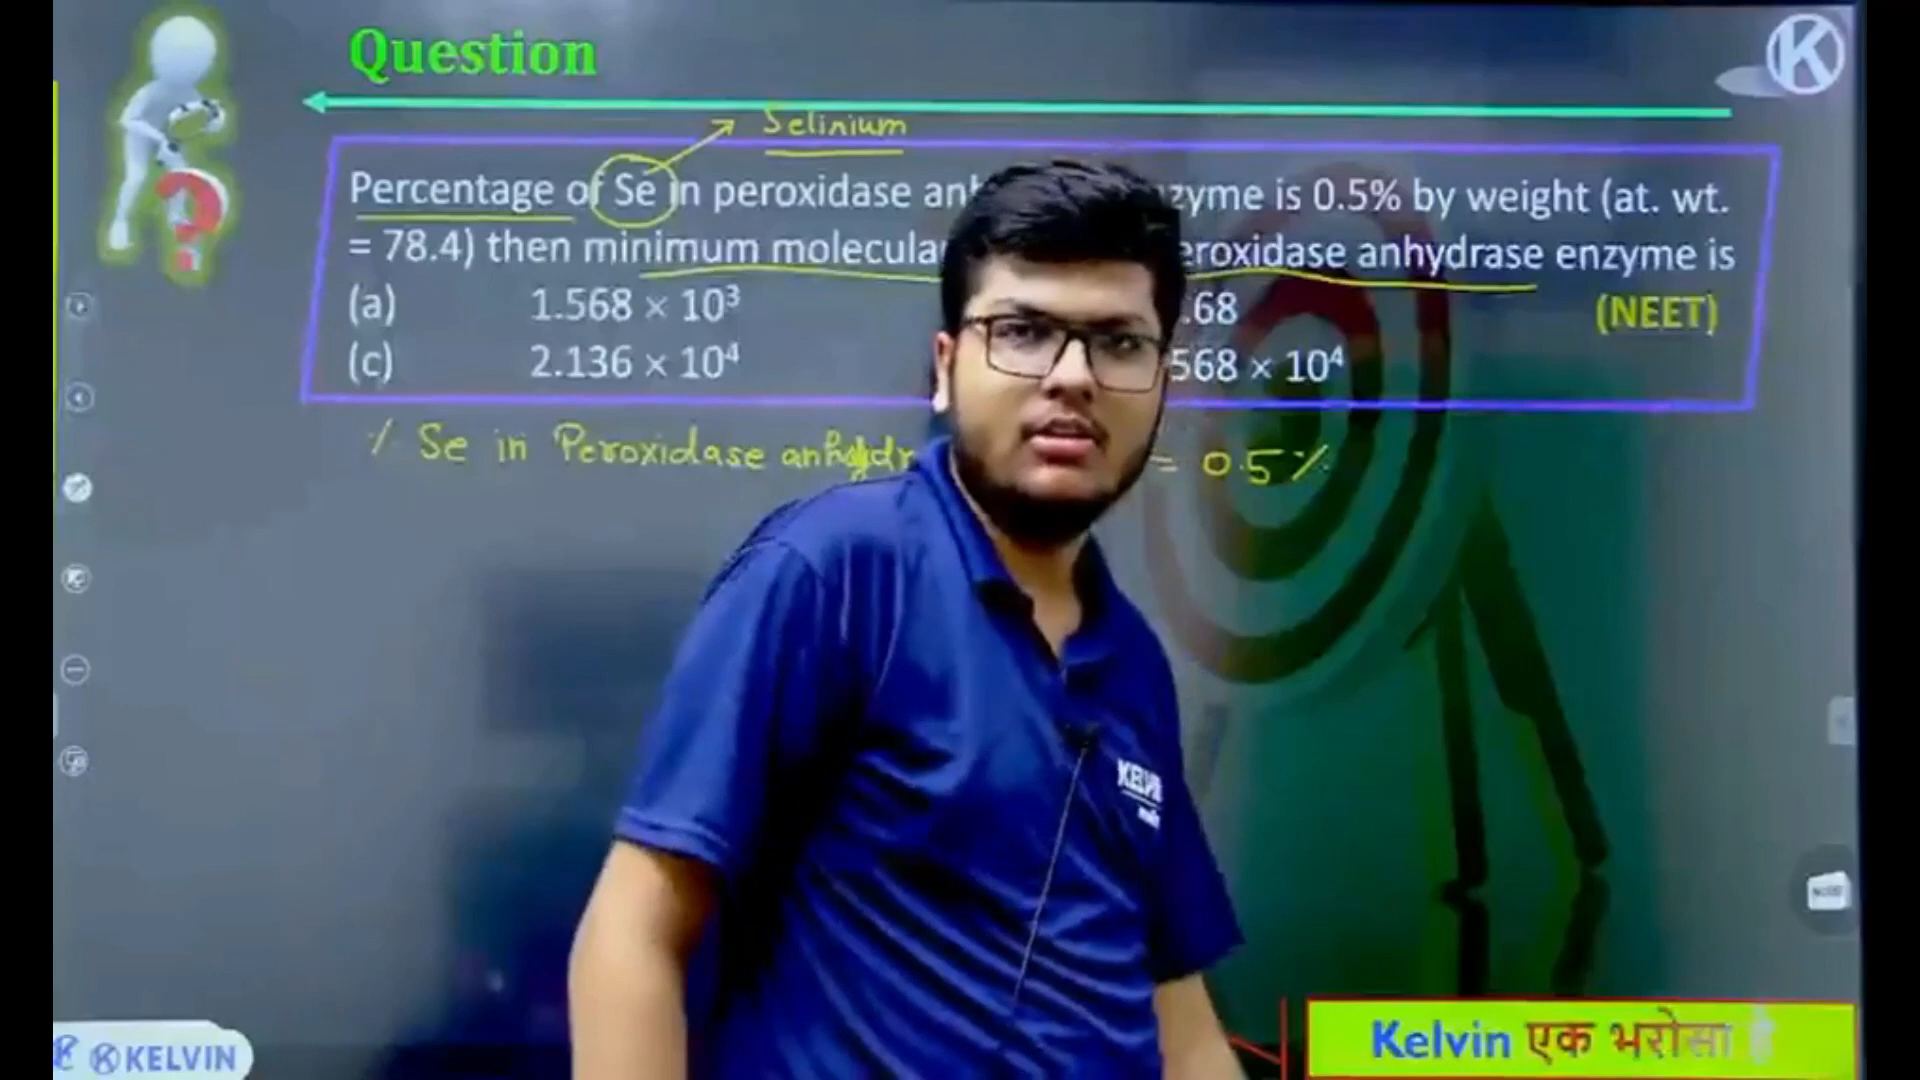 Question
Selinium
Percentage of Se in peroxidase zyme is 0.5% by weight (at. wt.
= 78.4) then minimum eroxidase anhydrase enzyme is
(a) 1.568 × 10³ .68 (NEET)
(c) 2.136 × 10⁴ 568 × 10⁴
% Se in Peroxidase = 0.5%
KELVIN
KELVIN
Kelvin एक भरोसा है